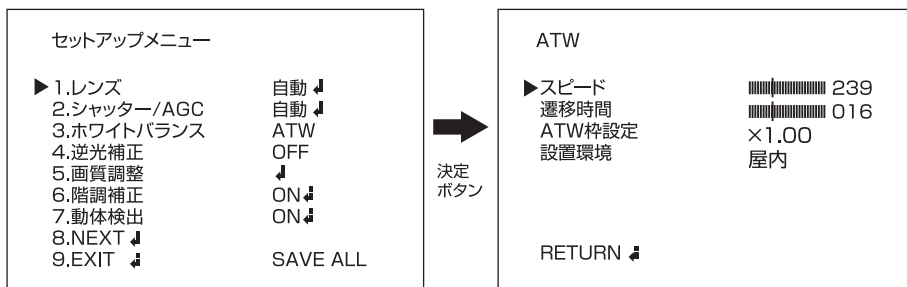 セットアップメニュー
▶1.レンズ 自動↲
2.シャッター/AGC 自動↲
3.ホワイトバランス ATW
4.逆光補正 OFF
5.画質調整 ↲
6.階調補正 ON↲
7.動体検出 ON↲
8.NEXT↲
9.EXIT ↲ SAVE ALL
決定
ボタン
ATW
▶スピード 239
遷移時間 016
ATW枠設定 ×1.00
設置環境 屋内
RETURN ↲